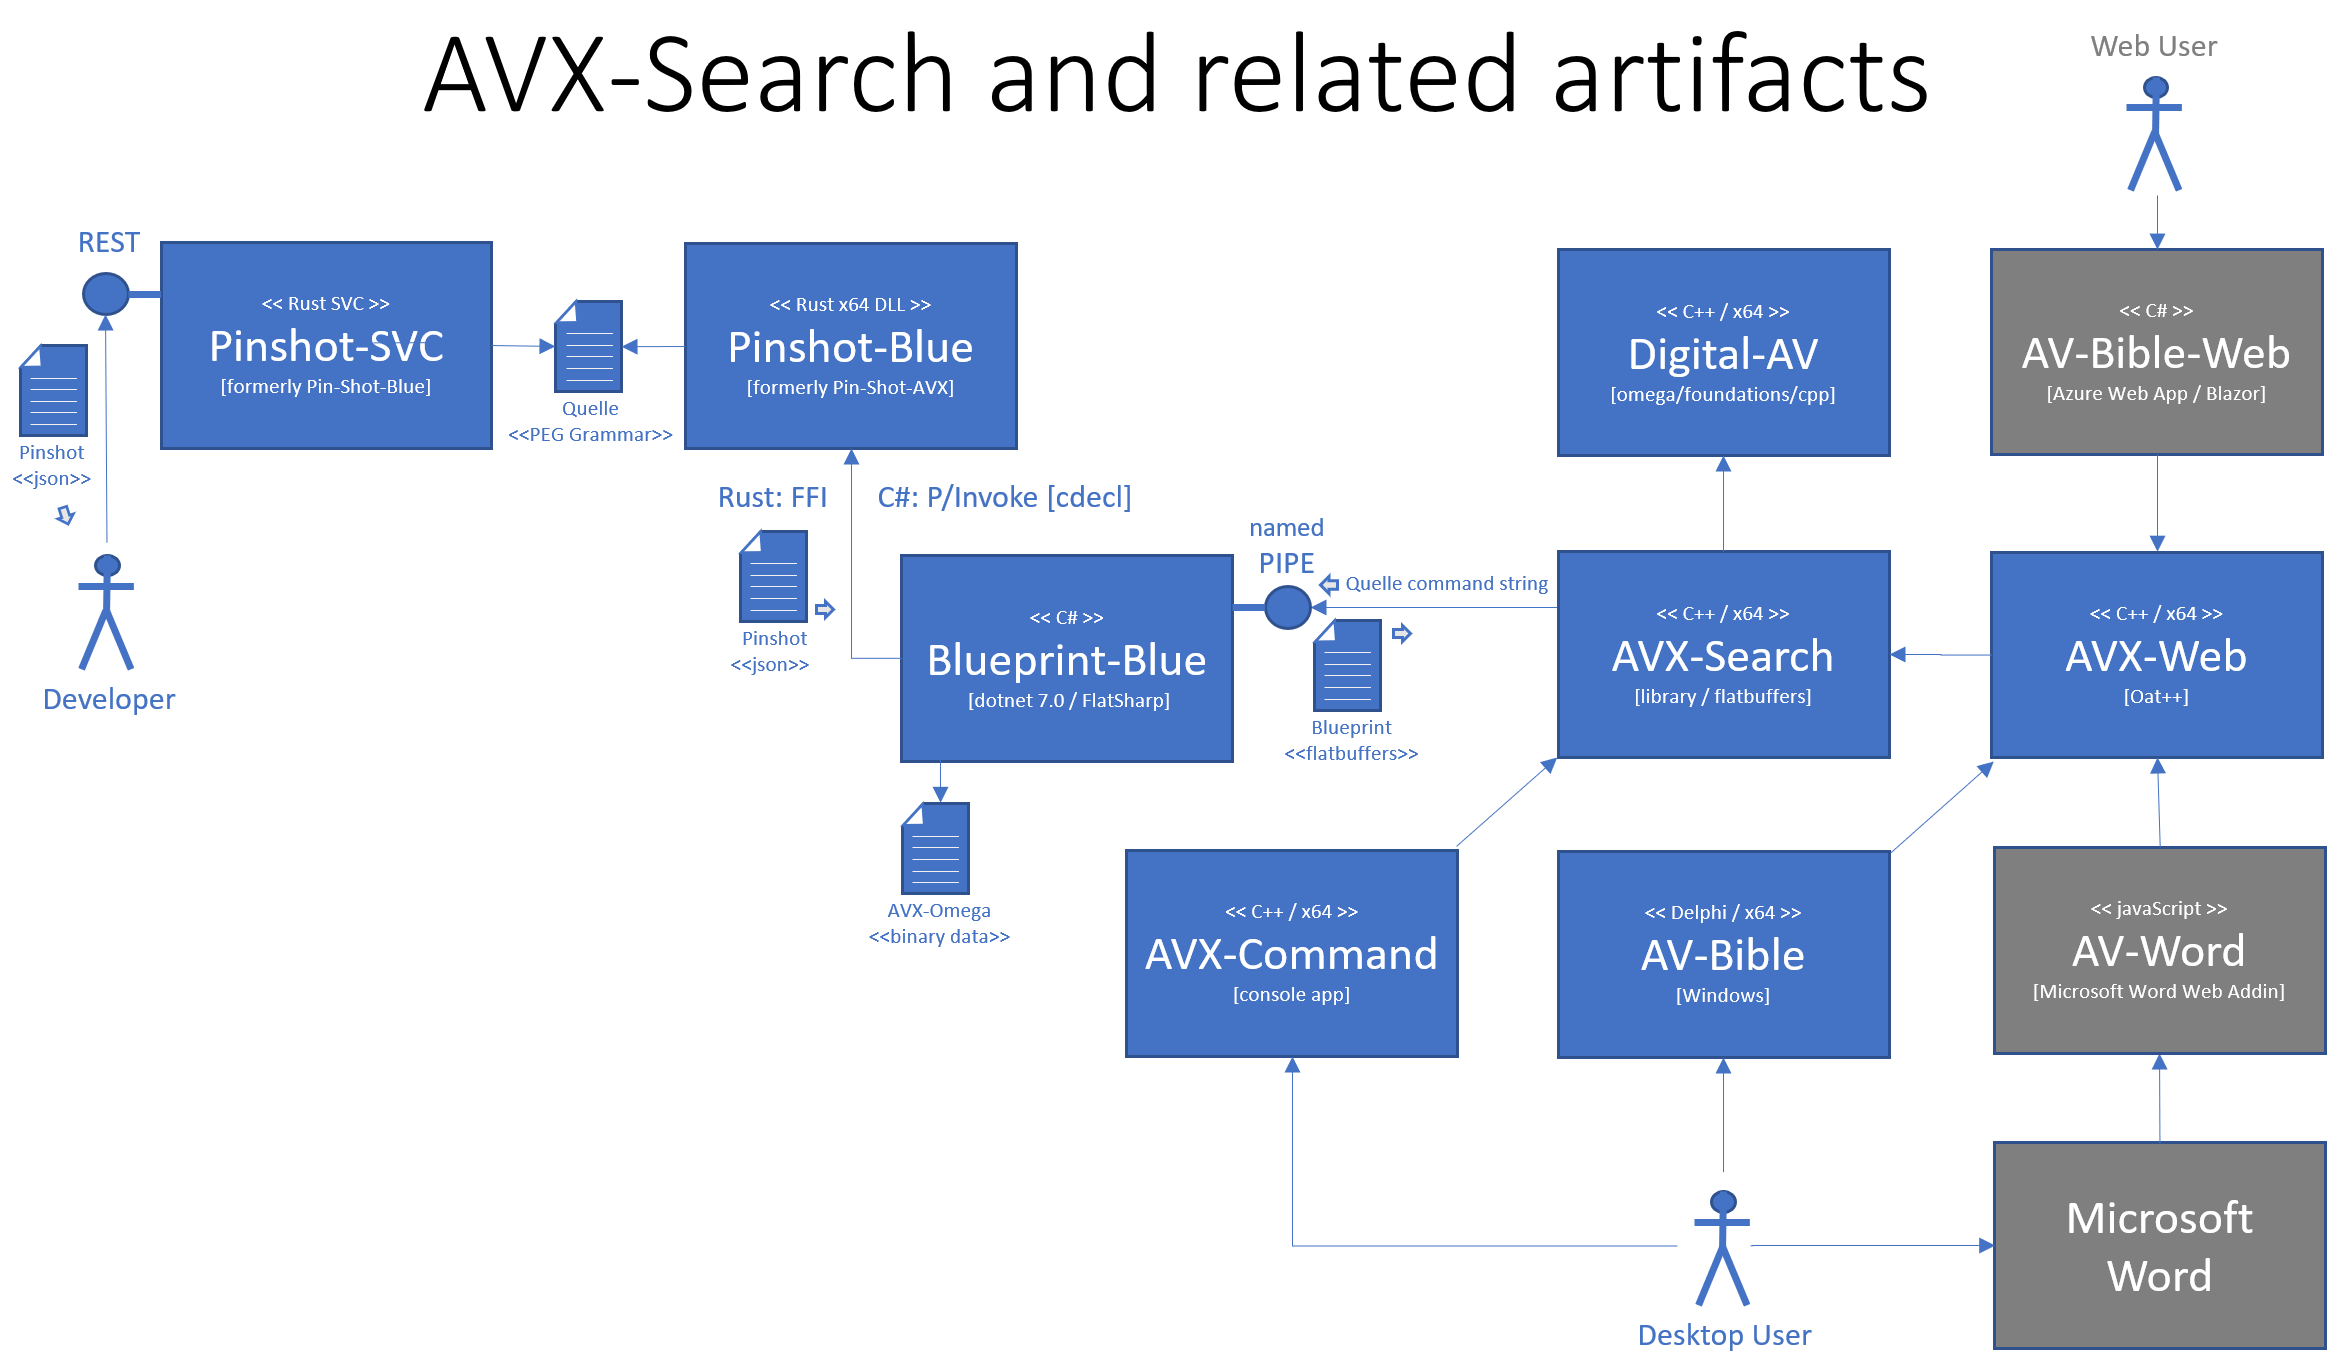 AVX-Search and related artifacts
Web User
REST
<< Rust SVC >>
Pinshot-SVC
[formerly Pin-Shot-Blue]
Pinshot
<<json>>
Developer
Quelle
<<PEG Grammar>>
<< Rust x64 DLL >>
Pinshot-Blue
[formerly Pin-Shot-AVX]
Rust: FFI
C#: P/Invoke [cdecl]
Pinshot
<<json>>
<< C# >>
Blueprint-Blue
[dotnet 7.0 / FlatSharp]
AVX-Omega
<<binary data>>
named
PIPE
Quelle command string
Blueprint
<<flatbuffers>>
<< C++ / x64 >>
Digital-AV
[omega/foundations/cpp]
<< C# >>
AV-Bible-Web
[Azure Web App / Blazor]
<< C++ / x64 >>
AVX-Search
[library / flatbuffers]
<< C++ / x64 >>
AVX-Web
[Oat++]
<< C++ / x64 >>
AVX-Command
[console app]
<< Delphi / x64 >>
AV-Bible
[Windows]
<< javaScript >>
AV-Word
[Microsoft Word Web Addin]
Microsoft
Word
Desktop User